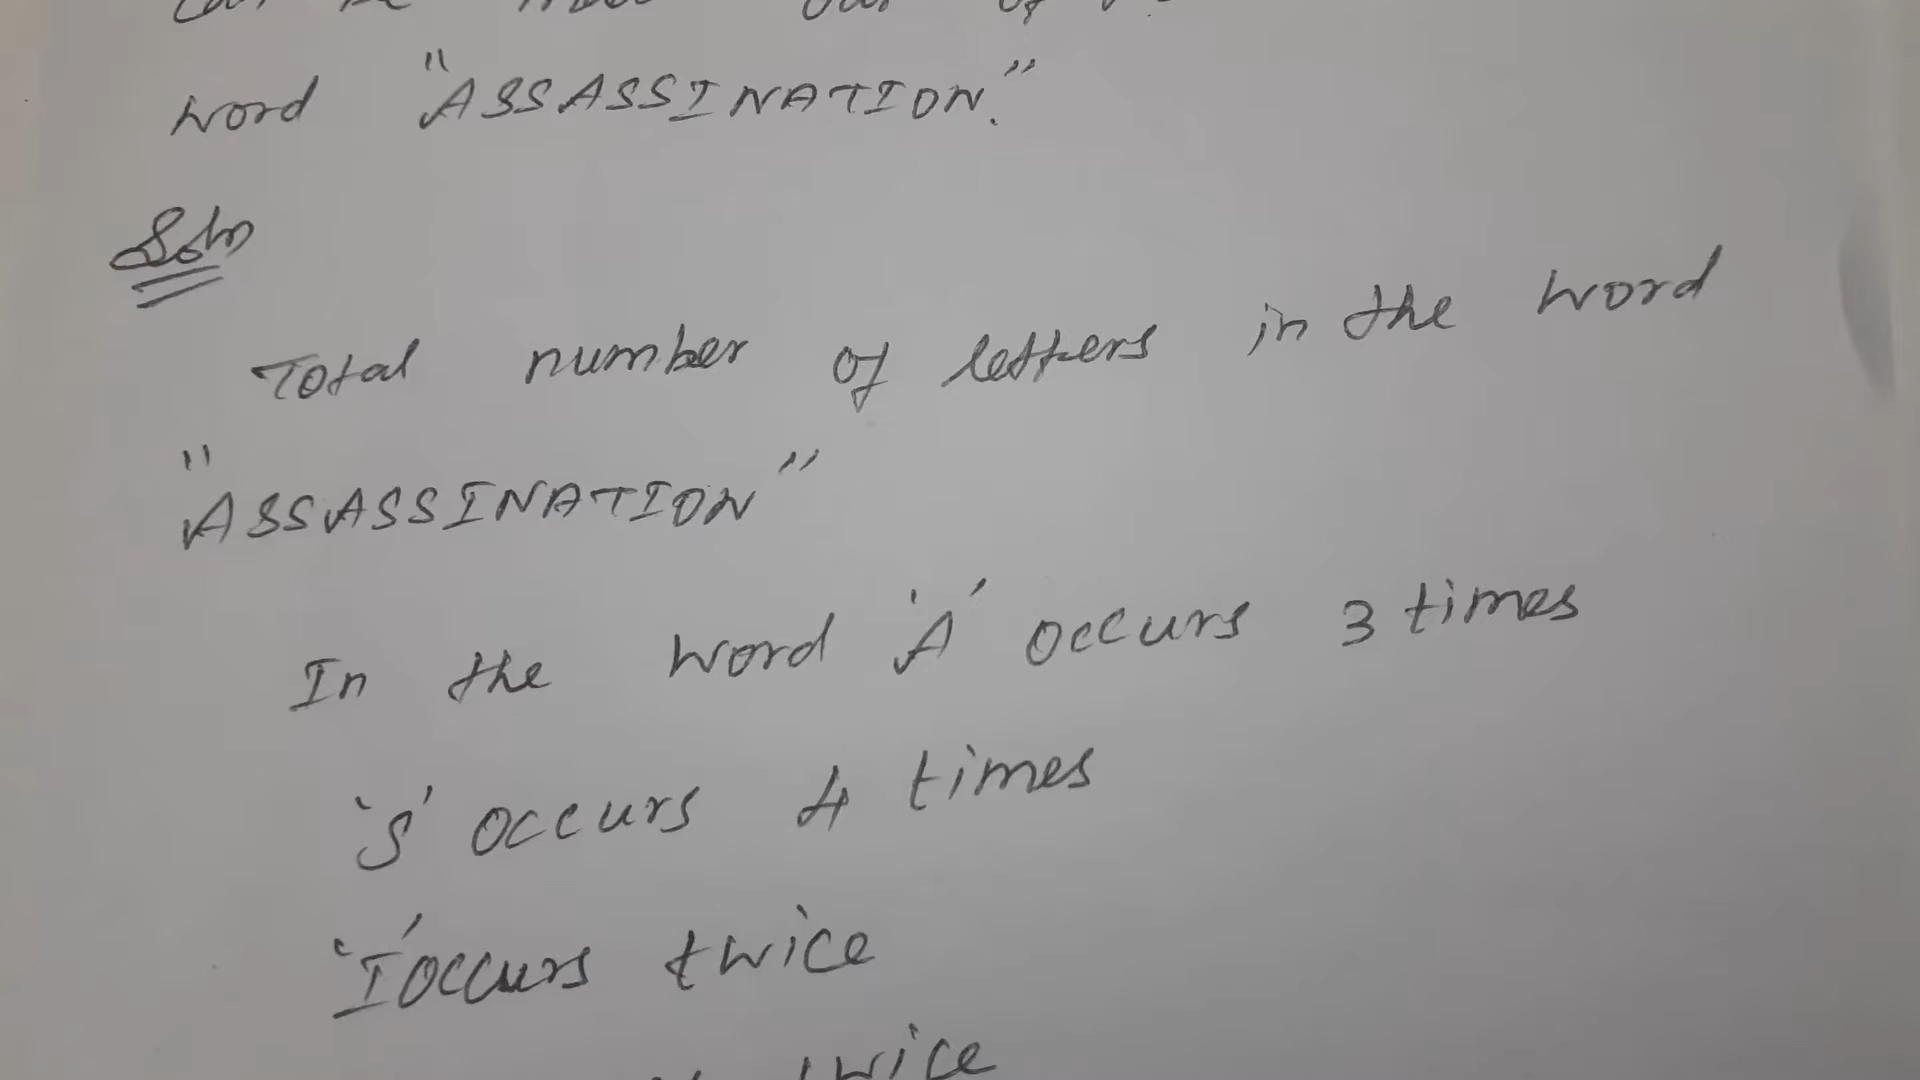 word "ASSASSINATION."
Soln
Total number of letters in the word
"ASSASSINATION"
In the word 'A' occurs 3 times
'S' occurs 4 times
'I' occurs twice
twice